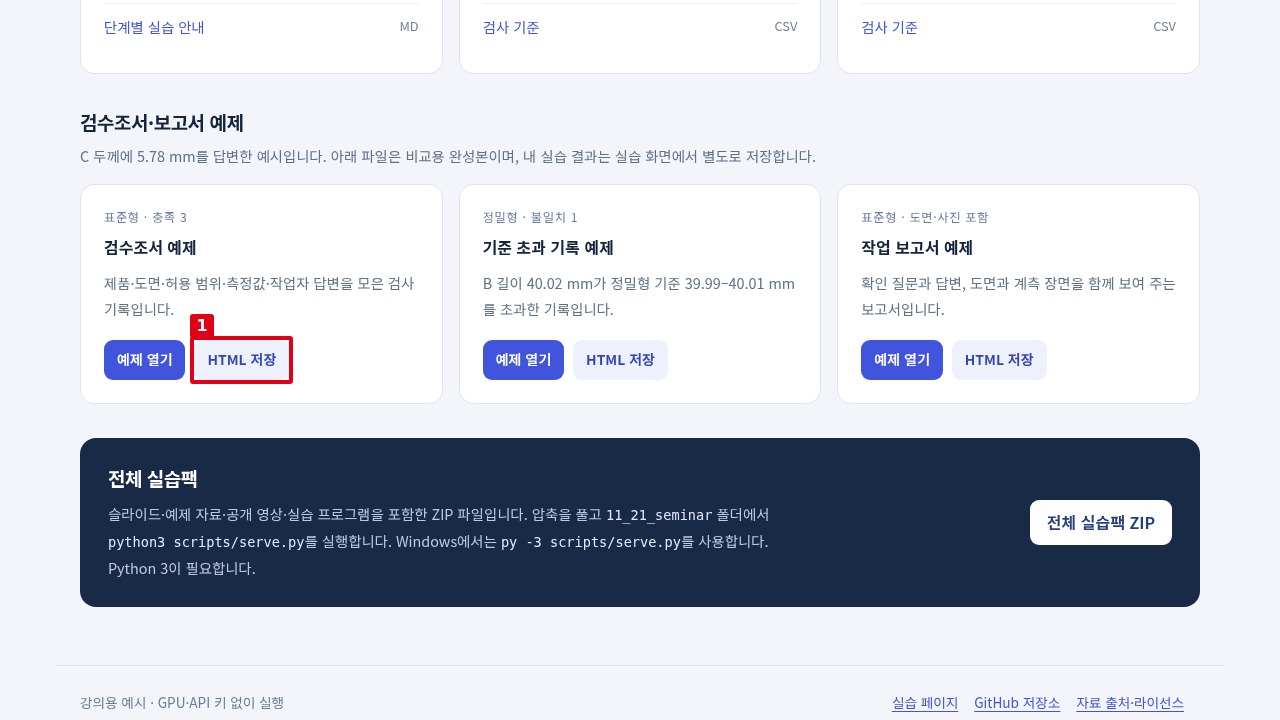 단계별 실습 안내 MD
검사 기준 CSV
검사 기준 CSV
검수조서·보고서 예제
C 두께에 5.78 mm를 답변한 예시입니다. 아래 파일은 비교용 완성본이며, 내 실습 결과는 실습 화면에서 별도로 저장합니다.
표준형 · 충족 3
검수조서 예제
제품·도면·허용 범위·측정값·작업자 답변을 모은 검사
기록입니다.
1
예제 열기 HTML 저장
정밀형 · 불일치 1
기준 초과 기록 예제
B 길이 40.02 mm가 정밀형 기준 39.99–40.01 mm
를 초과한 기록입니다.
예제 열기 HTML 저장
표준형 · 도면·사진 포함
작업 보고서 예제
확인 질문과 답변, 도면과 계측 장면을 함께 보여 주는
보고서입니다.
예제 열기 HTML 저장
전체 실습팩
슬라이드·예제 자료·공개 영상·실습 프로그램을 포함한 ZIP 파일입니다. 압축을 풀고 11_21_seminar 폴더에서
python3 scripts/serve.py를 실행합니다. Windows에서는 py -3 scripts/serve.py를 사용합니다.
Python 3이 필요합니다.
전체 실습팩 ZIP
강의용 예시 · GPU·API 키 없이 실행
실습 페이지 GitHub 저장소 자료 출처·라이선스